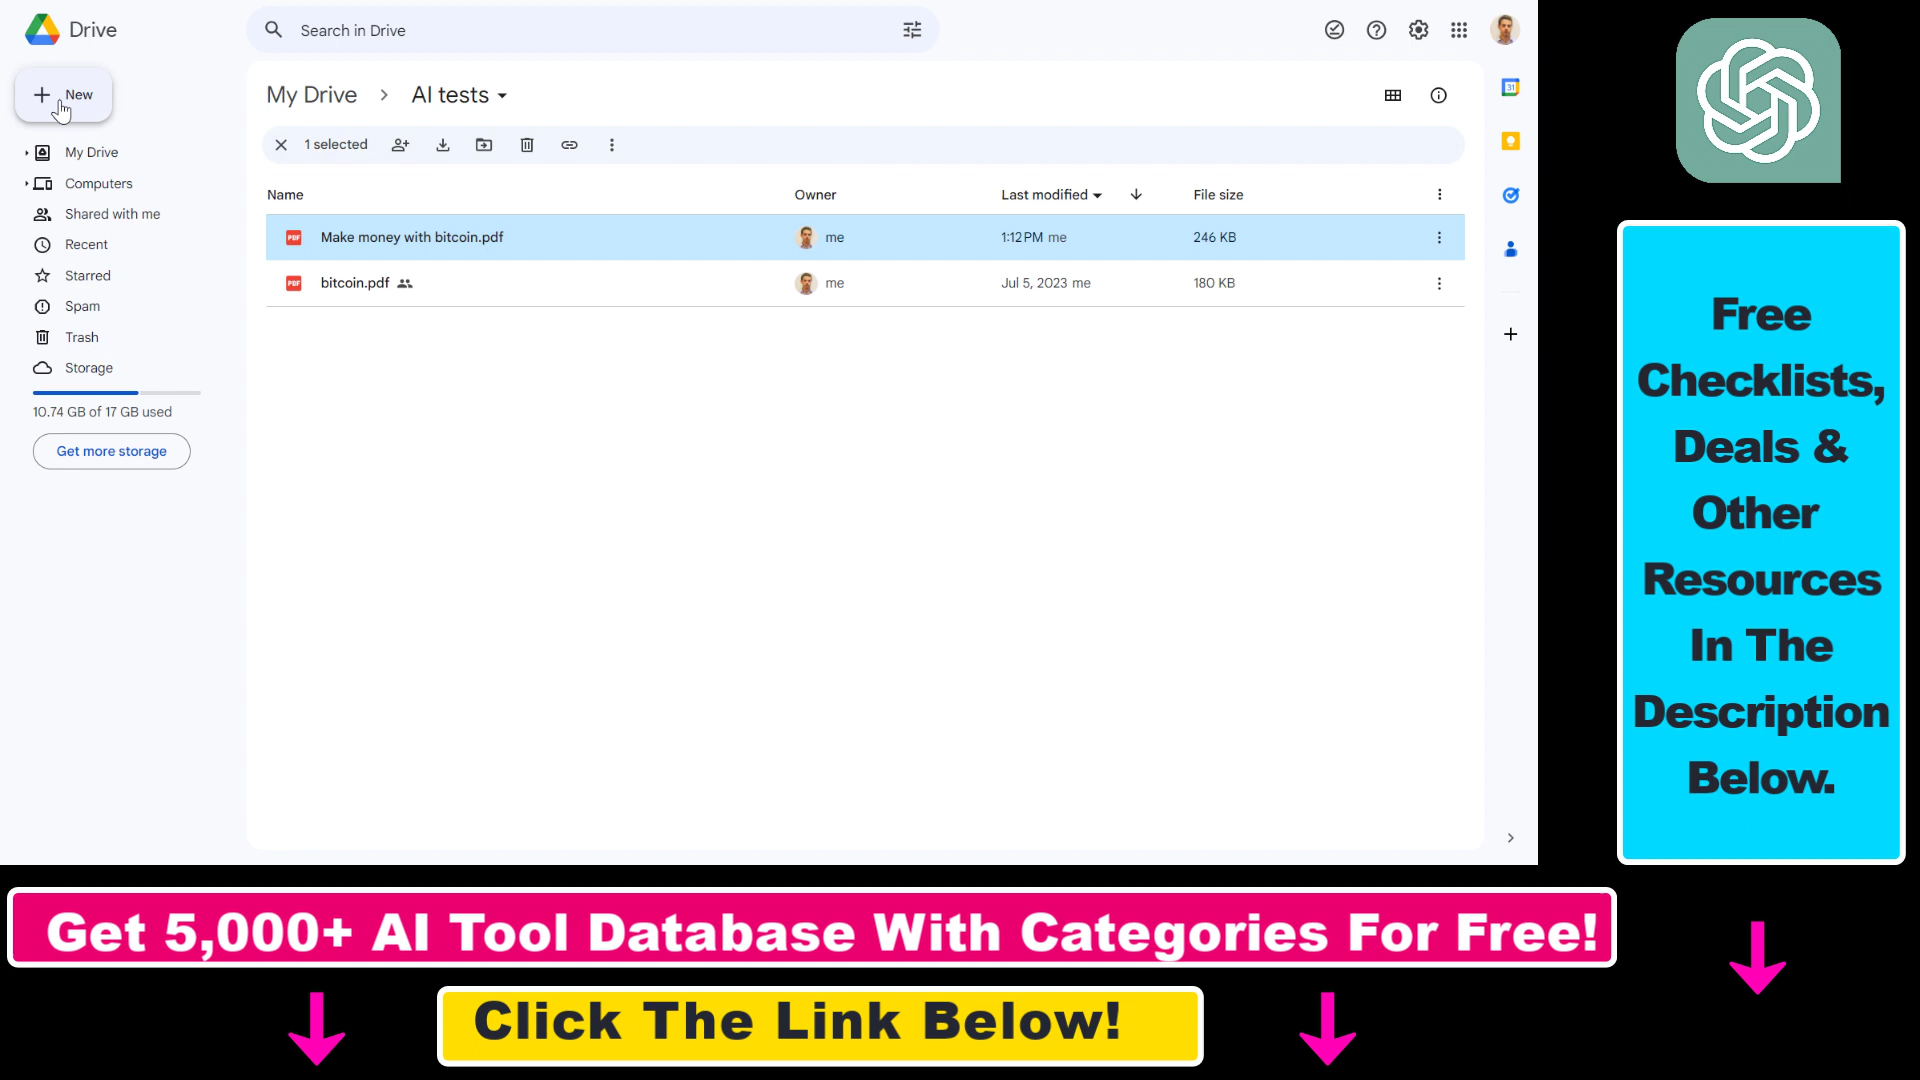 Drive
Search in Drive
New
My Drive
Computers
Shared with me
Recent
Starred
Spam
Trash
Storage
10.74 GB of 17 GB used
Get more storage
My Drive > AI tests
1 selected
Name Owner Last modified File size
PDF Make money with bitcoin.pdf me 1:12 PM me 246 KB
PDF bitcoin.pdf me Jul 5, 2023 me 180 KB
31
Free
Checklists,
Deals &
Other
Resources
In The
Description
Below.
Get 5,000+ AI Tool Database With Categories For Free!
Click The Link Below!